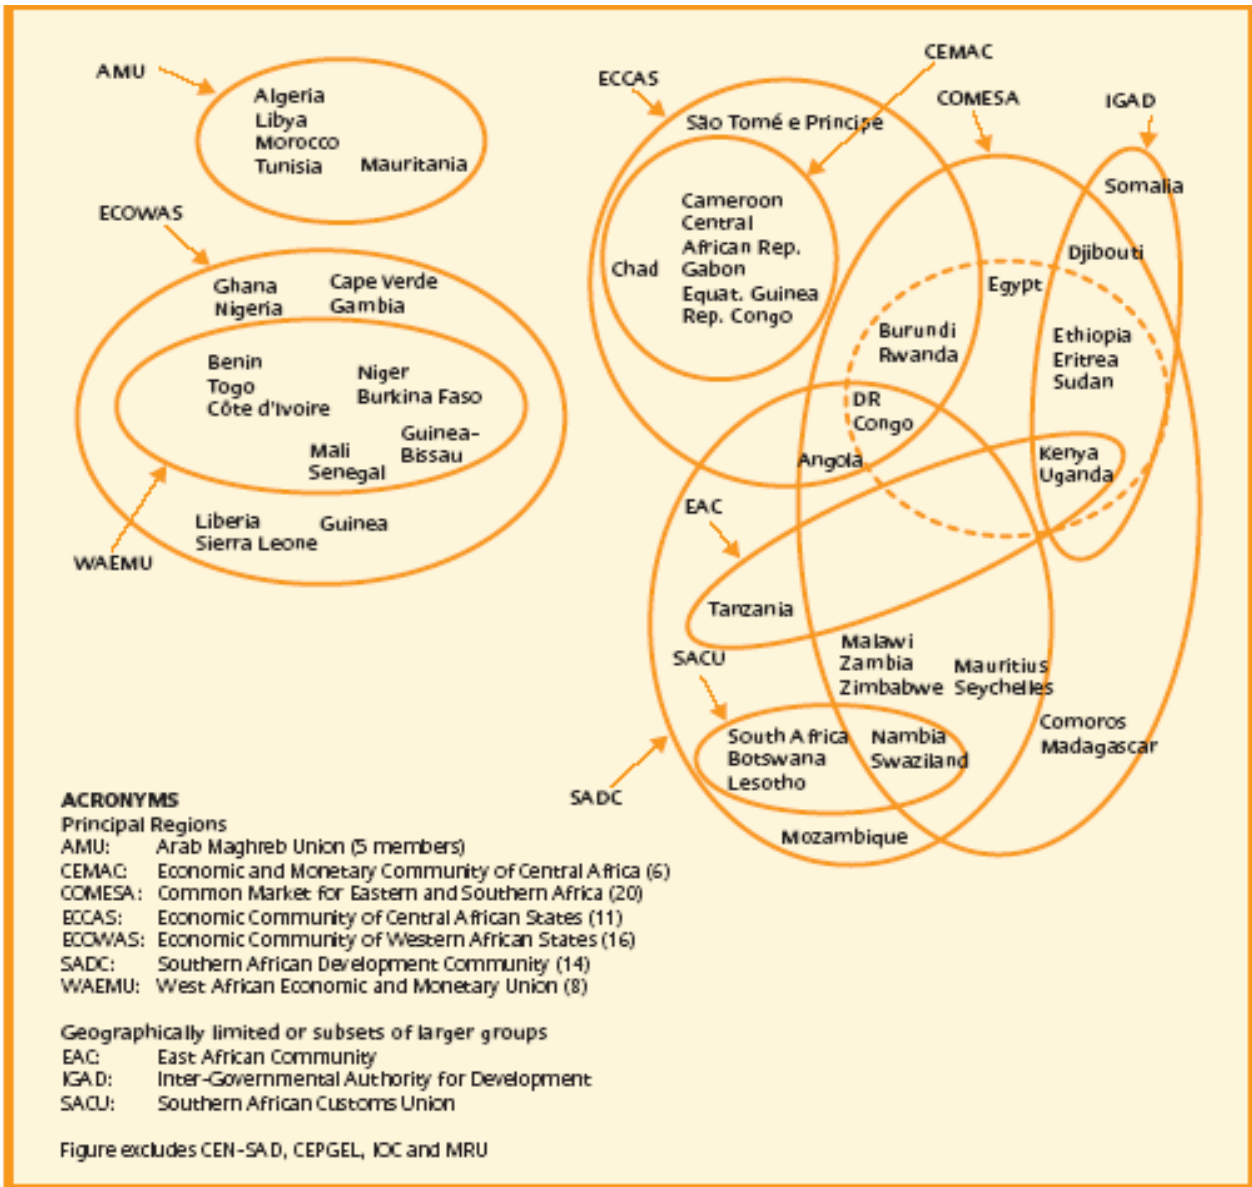 AMU
Algeria
Libya
Morocco
Tunisia
Mauritania
ECOWAS
Ghana
Nigeria
Cape Verde
Gambia
Benin
Togo
Côte d'Ivoire
Niger
Burkina Faso
Mali
Senegal
Guinea-
Bissau
Liberia
Sierra Leone
Guinea
WAEMU
ECCAS
CEMAC
COMESA
IGAD
São Tomé e Principe
Cameroon
Central
African Rep.
Chad
Gabon
Equat. Guinea
Rep. Congo
Somalia
Djibouti
Egypt
Burundi
Rwanda
Ethiopia
Eritrea
Sudan
DR
Congo
Angola
Kenya
Uganda
EAC
Tanzania
SACU
Malawi
Zambia
Zimbabwe
Mauritius
Seychelles
Comoros
Madagascar
South Africa
Botswana
Lesotho
Nambia
Swaziland
SADC
Mozambique
ACRONYMS
Principal Regions
AMU: Arab Maghreb Union (5 members)
CEMAC: Economic and Monetary Community of Central Africa (6)
COMESA: Common Market for Eastern and Southern Africa (20)
ECCAS: Economic Community of Central African States (11)
ECOWAS: Economic Community of Western African States (16)
SADC: Southern African Development Community (14)
WAEMU: West African Economic and Monetary Union (8)
Geographically limited or subsets of larger groups
EAC: East African Community
IGAD: Inter-Governmental Authority for Development
SACU: Southern African Customs Union
Figure excludes CEN-SAD, CEPGEL, IOC and MRU